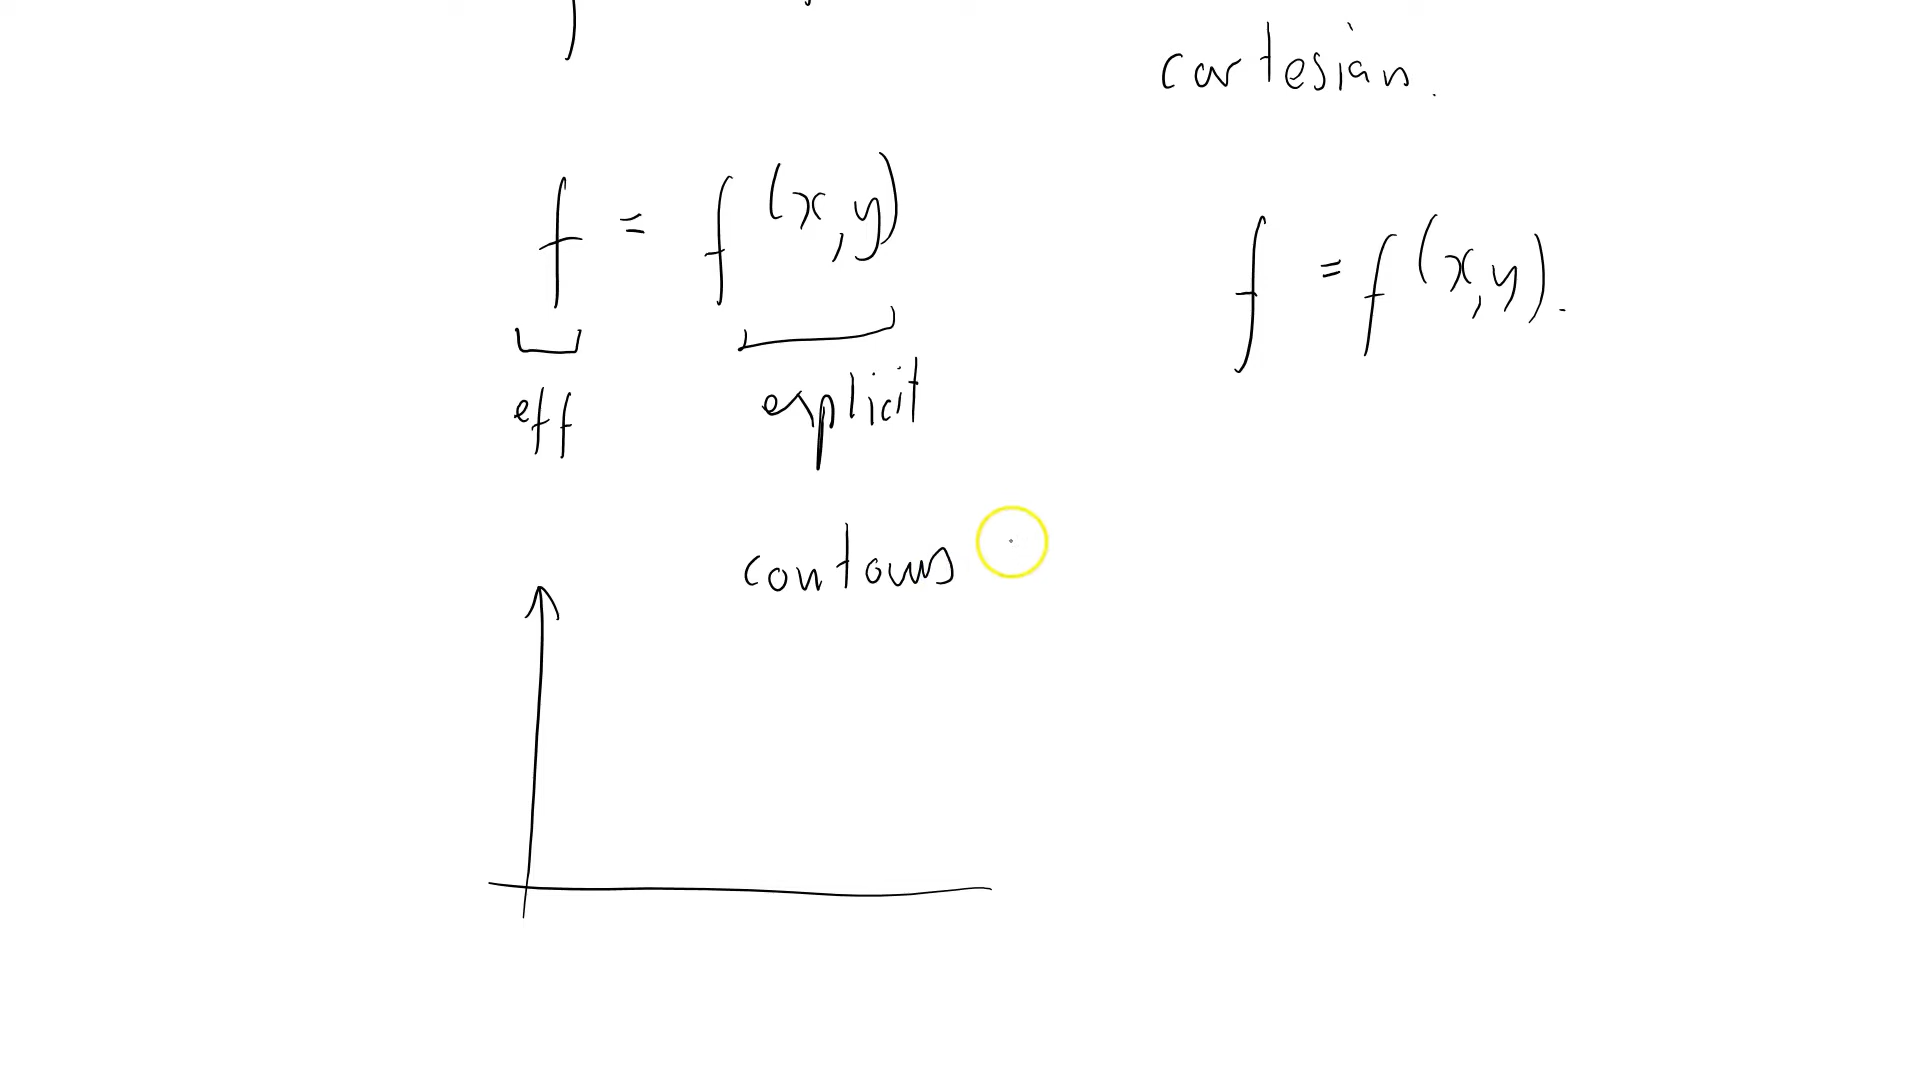 cartesian.
f = f(x,y)
f = f(x,y).
eff
explicit
contours